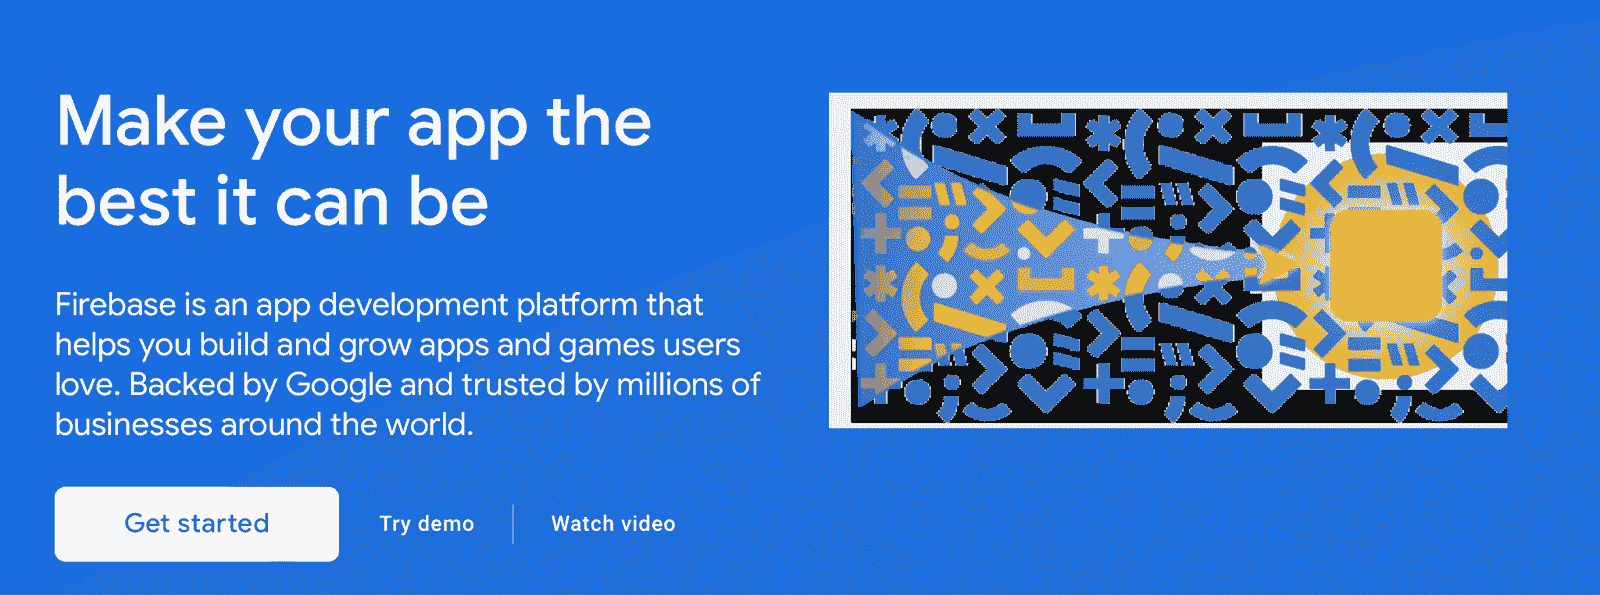 Make your app the
best it can be
Firebase is an app development platform that
helps you build and grow apps and games users
love. Backed by Google and trusted by millions of
businesses around the world.
Get started
Try demo
Watch video